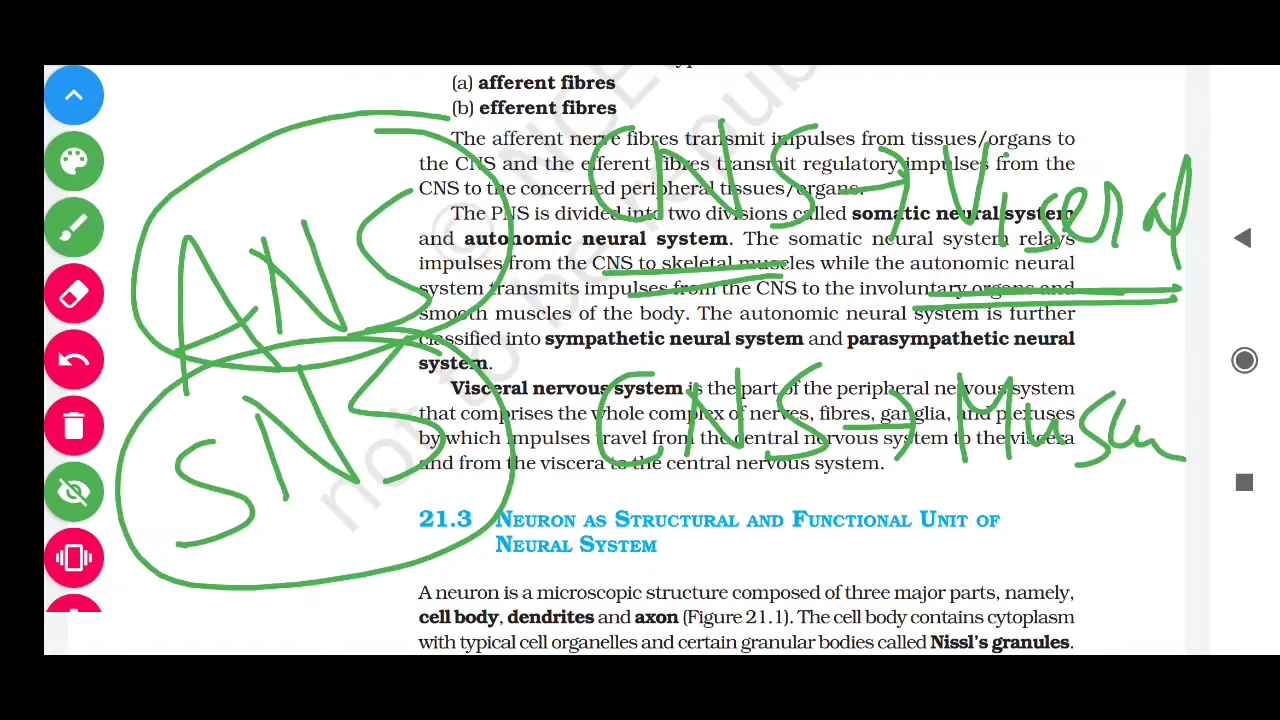 (a) afferent fibres
(b) efferent fibres
The afferent nerve fibres transmit impulses from tissues/organs to
the CNS and the efferent fibres transmit regulatory impulses from the
CNS to the concerned peripheral tissues/organs.
The PNS is divided into two divisions called somatic neural system
and autonomic neural system. The somatic neural system relays
impulses from the CNS to skeletal muscles while the autonomic neural
system transmits impulses from the CNS to the involuntary organs and
smooth muscles of the body. The autonomic neural system is further
classified into sympathetic neural system and parasympathetic neural
system.
Visceral nervous system is the part of the peripheral nervous system
that comprises the whole complex of nerves, fibres, ganglia, and plexuses
by which impulses travel from the central nervous system to the viscera
and from the viscera to the central nervous system.
21.3 NEURON AS STRUCTURAL AND FUNCTIONAL UNIT OF
NEURAL SYSTEM
A neuron is a microscopic structure composed of three major parts, namely,
cell body, dendrites and axon (Figure 21.1). The cell body contains cytoplasm
with typical cell organelles and certain granular bodies called Nissl's granules.
ANS
CNS → Viseral
SNS
CNS → Muscu
not to be republ